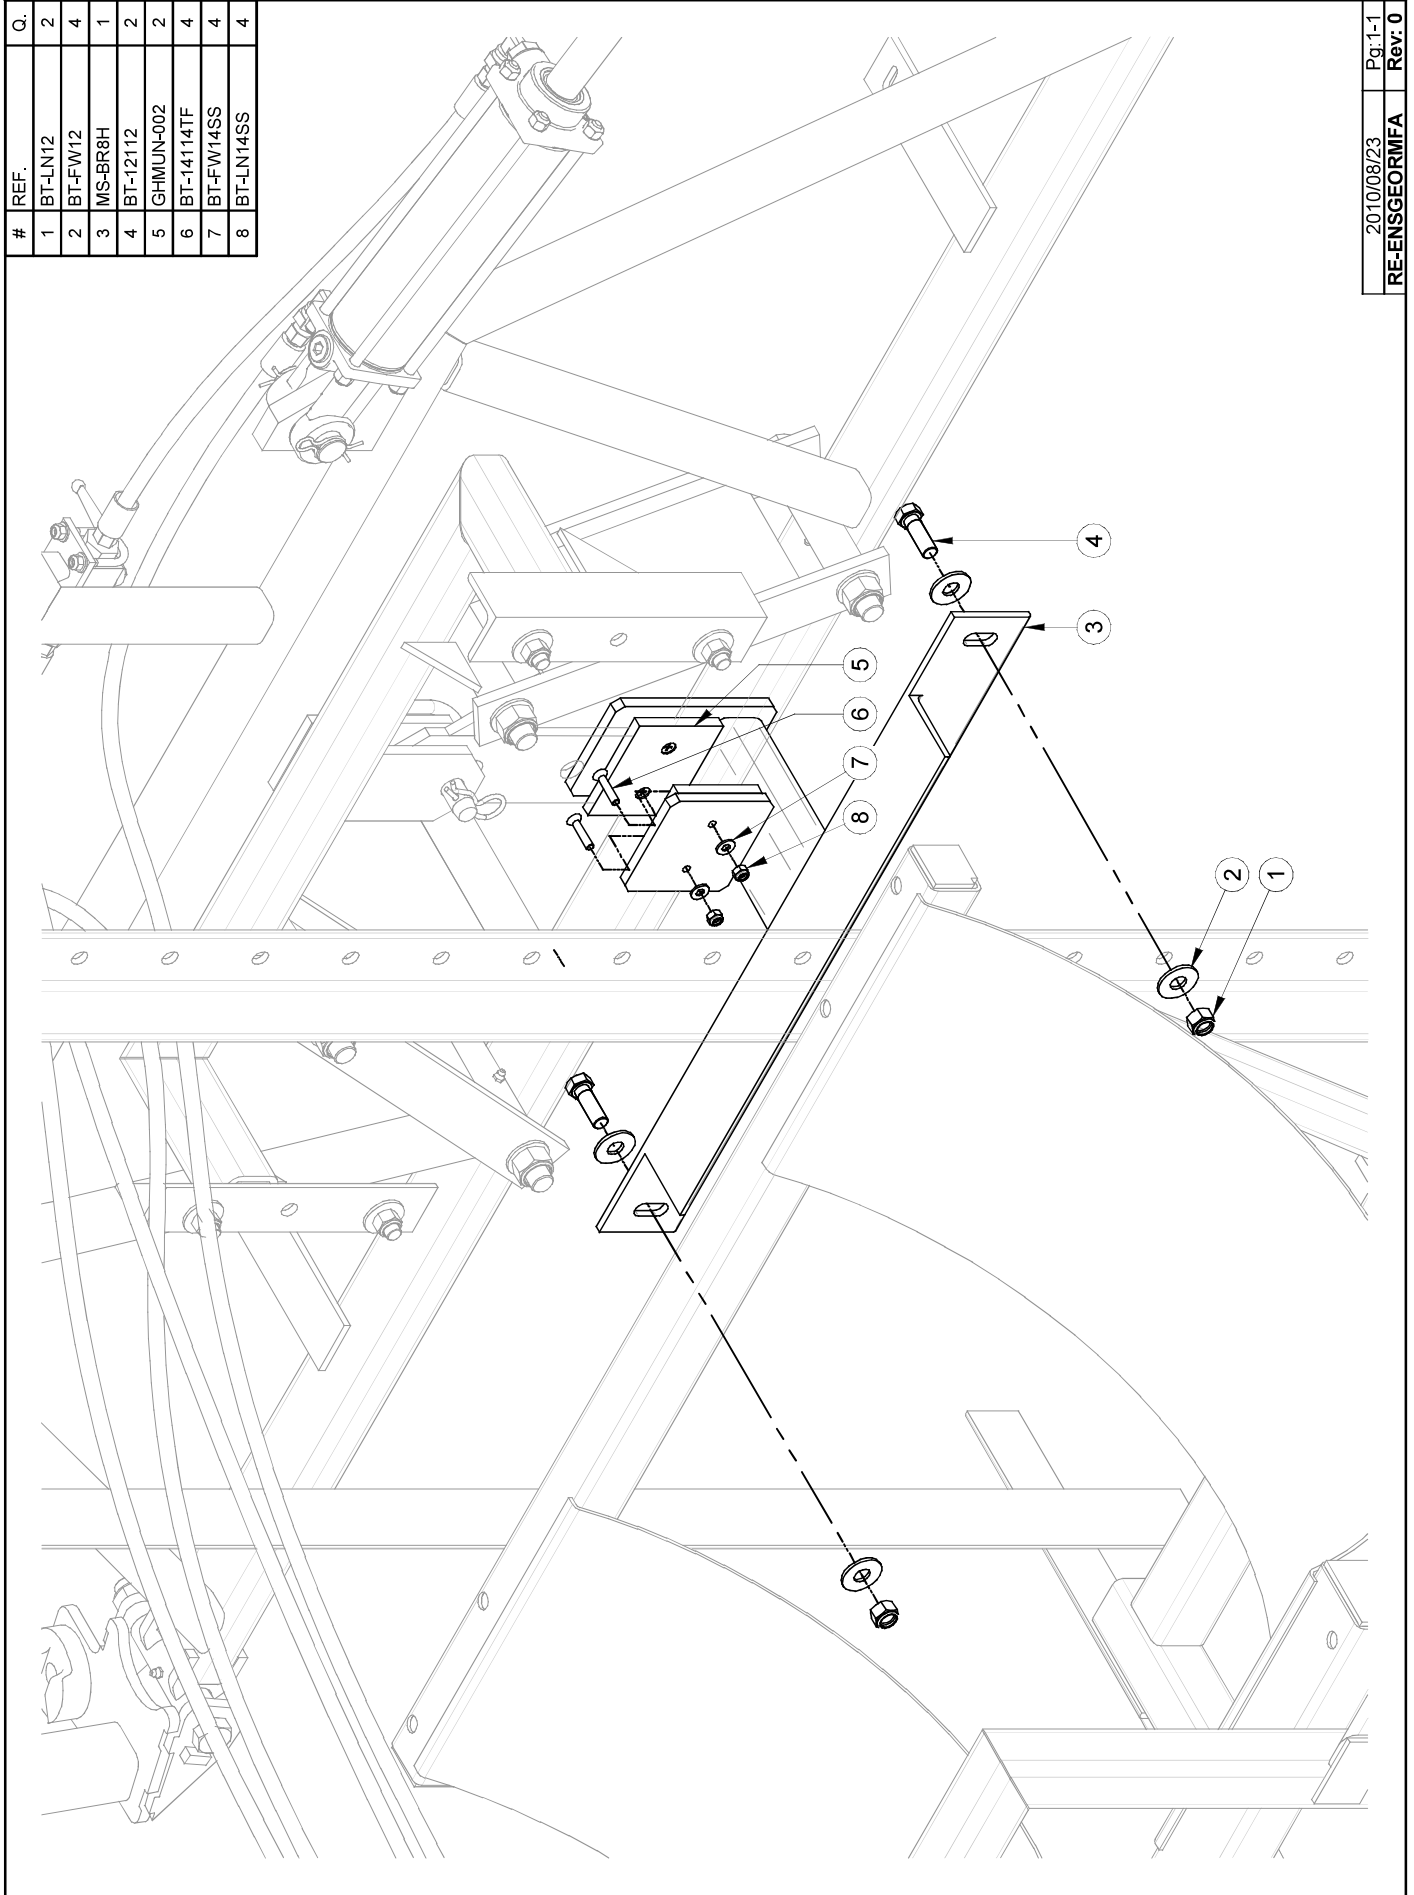 # REF. Q.
1 BT-LN12 2
2 BT-FW12 4
3 MS-BR8H 1
4 BT-12112 2
5 GHMUN-002 2
6 BT-14114TF 4
7 BT-FW14SS 4
8 BT-LN14SS 4
4
3
5
6
7
8
2
1
2010/08/23 Pg:1-1
RE-ENSGEORMFA Rev: 0